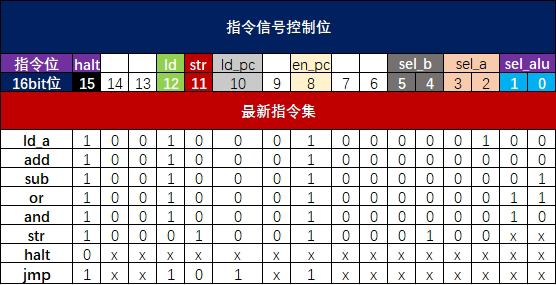 指令信号控制位
指令位 halt ld str ld_pc en_pc sel_b sel_a sel_alu
16bit位 15 14 13 12 11 10 9 8 7 6 5 4 3 2 1 0
最新指令集
ld_a 1 0 0 1 0 0 0 1 0 0 0 0 0 1 0 0
add 1 0 0 1 0 0 0 1 0 0 0 0 0 0 0 0
sub 1 0 0 1 0 0 0 1 0 0 0 0 0 0 0 1
or 1 0 0 1 0 0 0 1 0 0 0 0 0 0 1 1
and 1 0 0 1 0 0 0 1 0 0 0 0 0 0 1 0
str 1 0 0 0 1 0 0 1 0 0 0 1 0 0 x x
halt 0 x x x x x x x x x x x x x x x
jmp 1 x x 1 0 1 x 1 x x x x x x x x